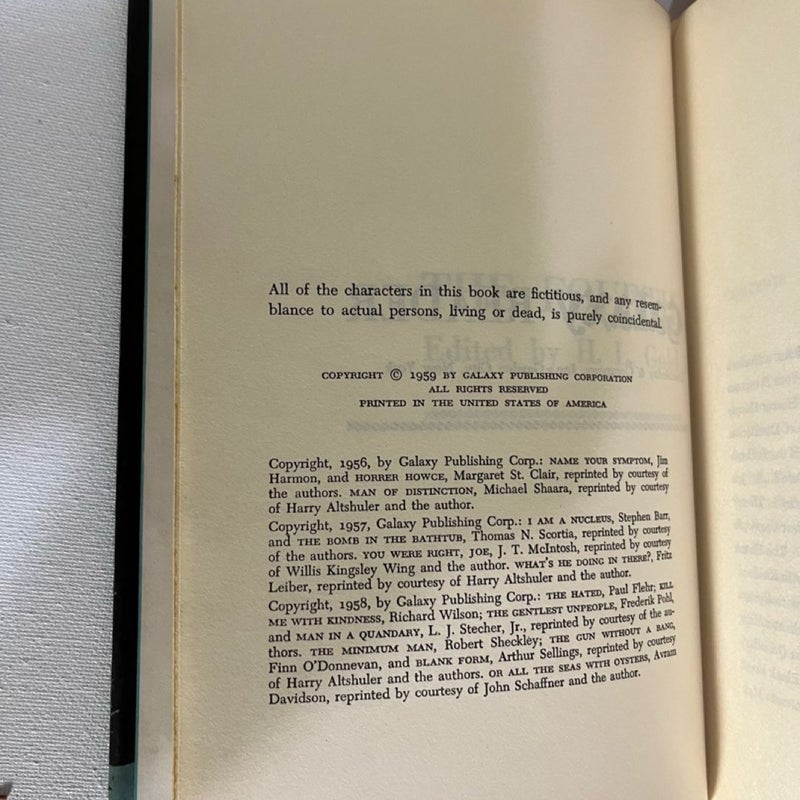 All of the characters in this book are fictitious, and any resem-
blance to actual persons, living or dead, is purely coincidental.
COPYRIGHT © 1959 BY GALAXY PUBLISHING CORPORATION
ALL RIGHTS RESERVED
PRINTED IN THE UNITED STATES OF AMERICA
Copyright, 1956, by Galaxy Publishing Corp.: NAME YOUR SYMPTOM, Jim
Harmon, and HORRER HOWCE, Margaret St. Clair, reprinted by courtesy of
the authors. MAN OF DISTINCTION, Michael Shaara, reprinted by courtesy
of Harry Altshuler and the author.
Copyright, 1957, Galaxy Publishing Corp.: I AM A NUCLEUS, Stephen Barr,
and THE BOMB IN THE BATHTUB, Thomas N. Scortia, reprinted by courtesy
of the authors. YOU WERE RIGHT, JOE, J. T. McIntosh, reprinted by courtesy
of Willis Kingsley Wing and the author. WHAT'S HE DOING IN THERE?, Fritz
Leiber, reprinted by courtesy of Harry Altshuler and the author.
Copyright, 1958, by Galaxy Publishing Corp.: THE HATED, Paul Flehr; KILL
ME WITH KINDNESS, Richard Wilson; THE GENTLEST UNPEOPLE, Frederik Pohl,
and MAN IN A QUANDARY, L. J. Stecher, Jr., reprinted by courtesy of the au-
thors. THE MINIMUM MAN, Robert Sheckley; THE GUN WITHOUT A BANG,
Finn O'Donnevan, and BLANK FORM, Arthur Sellings, reprinted by courtesy
of Harry Altshuler and the authors. OR ALL THE SEAS WITH OYSTERS, Avram
Davidson, reprinted by courtesy of John Schaffner and the author.